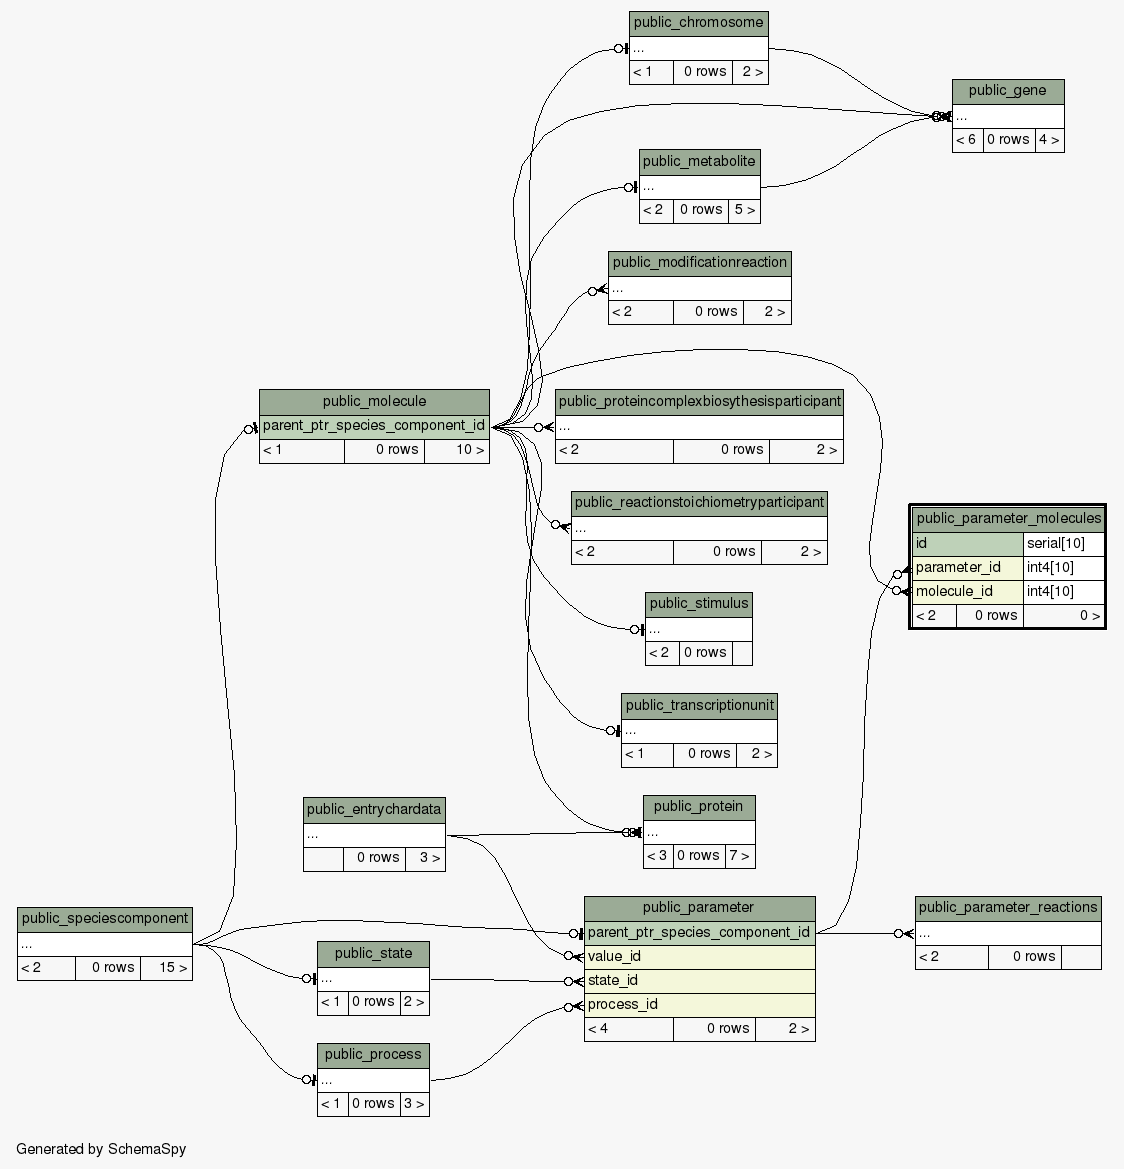 public_chromosome
...
< 1 0 rows 2 >
public_gene
...
< 6 0 rows 4 >
public_metabolite
...
< 2 0 rows 5 >
public_modificationreaction
...
< 2 0 rows 2 >
public_molecule
parent_ptr_species_component_id
< 1 0 rows 10 >
public_proteincomplexbiosythesisparticipant
...
< 2 0 rows 2 >
public_reactionstoichiometryparticipant
...
< 2 0 rows 2 >
public_parameter_molecules
id serial[10]
parameter_id int4[10]
molecule_id int4[10]
< 2 0 rows 0 >
public_stimulus
...
< 2 0 rows
public_transcriptionunit
...
< 1 0 rows 2 >
public_entrychardata
...
0 rows 3 >
public_protein
...
< 3 0 rows 7 >
public_speciescomponent
...
< 2 0 rows 15 >
public_state
...
< 1 0 rows 2 >
public_parameter
parent_ptr_species_component_id
value_id
state_id
process_id
< 4 0 rows 2 >
public_parameter_reactions
...
< 2 0 rows
public_process
...
< 1 0 rows 3 >
Generated by SchemaSpy